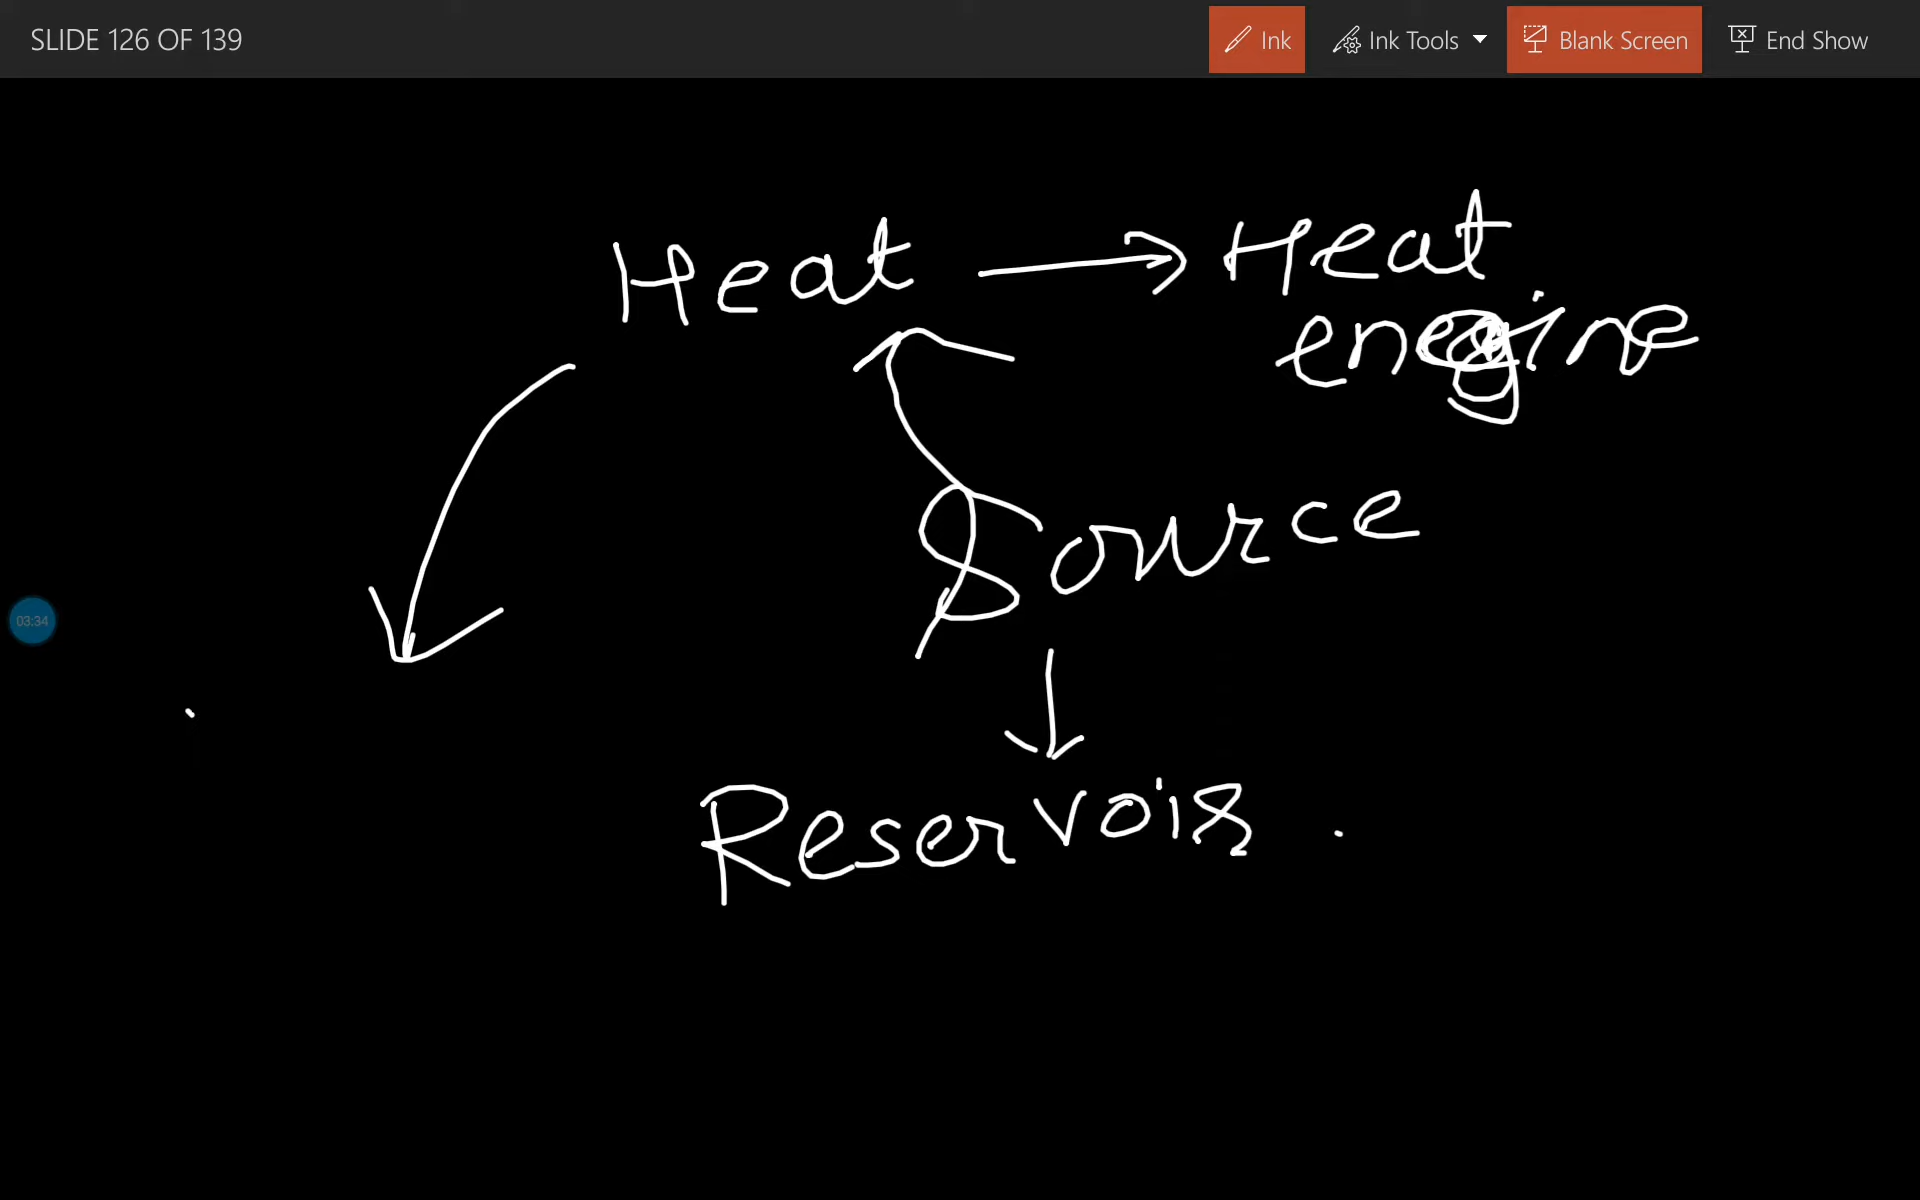 SLIDE 126 OF 139
Ink
Ink Tools
Blank Screen
End Show
Heat
Heat
engine
Source
03:34
Reservoir